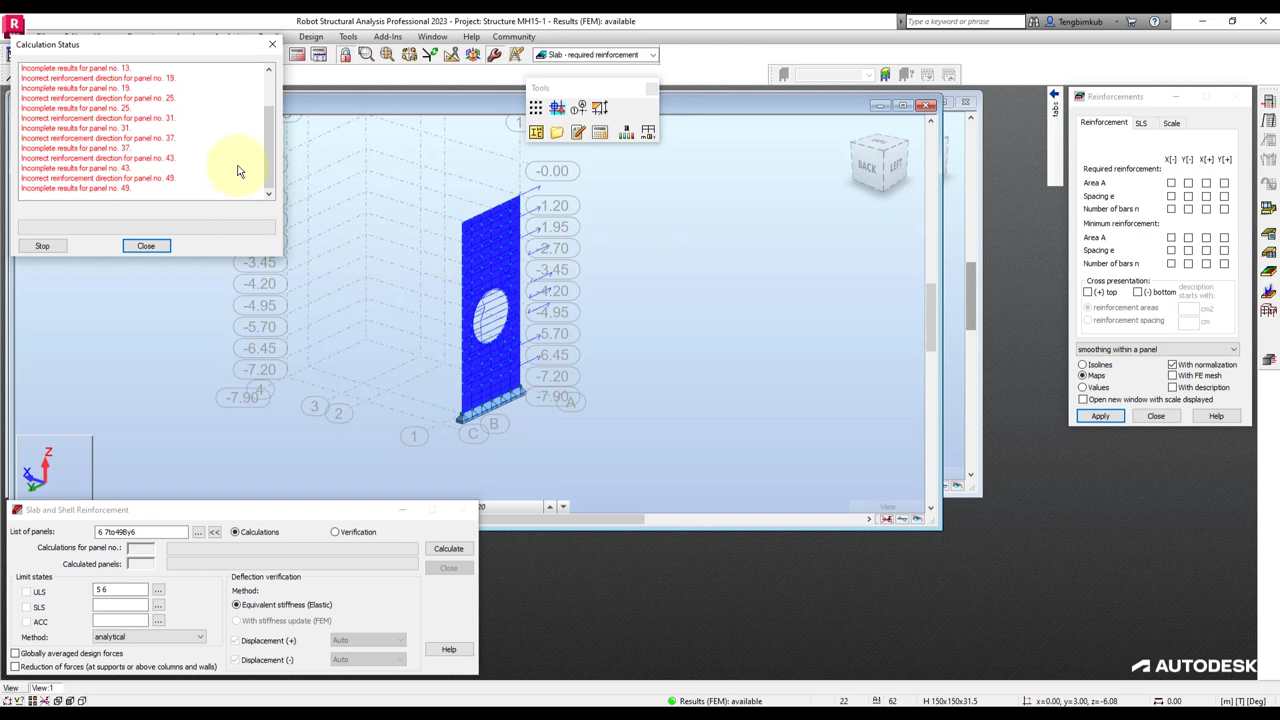 Robot Structural Analysis Professional 2023 - Project: Structure MH15-1 - Results (FEM): available
Type a keyword or phrase
Tengbimkub
Design Tools Add-Ins Window Community
Slab - required reinforcement
Calculation Status
Incomplete results for panel no. 13.
Incorrect reinforcement direction for panel no. 19.
Incomplete results for panel no. 19.
Incorrect reinforcement direction for panel no. 25.
Incomplete results for panel no. 25.
Incorrect reinforcement direction for panel no. 31.
Incomplete results for panel no. 31.
Incorrect reinforcement direction for panel no. 37.
Incomplete results for panel no. 37.
Incorrect reinforcement direction for panel no. 43.
Incomplete results for panel no. 43.
Incorrect reinforcement direction for panel no. 49.
Incomplete results for panel no. 49.
Stop Close
Tools
-0.00
1.20
-1.95
-2.70
-3.45
-4.20
-4.95
-5.70
-6.45
-7.20
-7.90
A
-3.45
-4.20
-4.95
-5.70
-6.45
-7.20
-7.90
4
3
2
1
C
B
1
BACK LEFT
Z
X
Y
20
View
tabs
Reinforcements
Reinforcement SLS Scale
X[-] Y[-] X[+] Y[+]
Required reinforcement:
Area A
Spacing e
Number of bars n
Minimum reinforcement:
Area A
Spacing e
Number of bars n
Cross presentation:
(+) top (-) bottom
description starts with:
reinforcement areas cm2
reinforcement spacing cm
smoothing within a panel
Isolines With normalization
Maps With FE mesh
Values With description
Open new window with scale displayed
Apply Close Help
Slab and Shell Reinforcement
List of panels: 6 7to49By6 ... << Calculations Verification
Calculations for panel no.: Calculate
Calculated panels: Close
Limit states
ULS 5 6 ...
SLS ...
ACC ...
Method: analytical
Globally averaged design forces
Reduction of forces (at supports or above columns and walls)
Deflection verification
Method:
Equivalent stiffness (Elastic)
With stiffness update (FEM)
Displacement (+) Auto
Displacement (-) Auto
Help
AUTODESK
View View:1
Results (FEM): available 22 62 H 150x150x31.5 x=0.00; y=3.00; z=-6.08 0.00 [m] [T] [Deg]